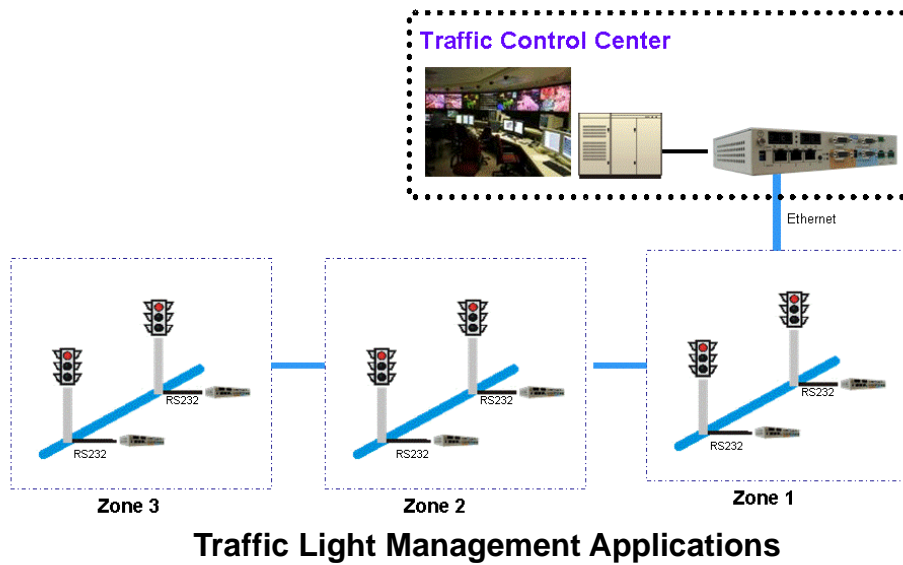 Traffic Control Center
Ethernet
RS232
RS232
RS232
RS232
RS232
RS232
Zone 3
Zone 2
Zone 1
Traffic Light Management Applications